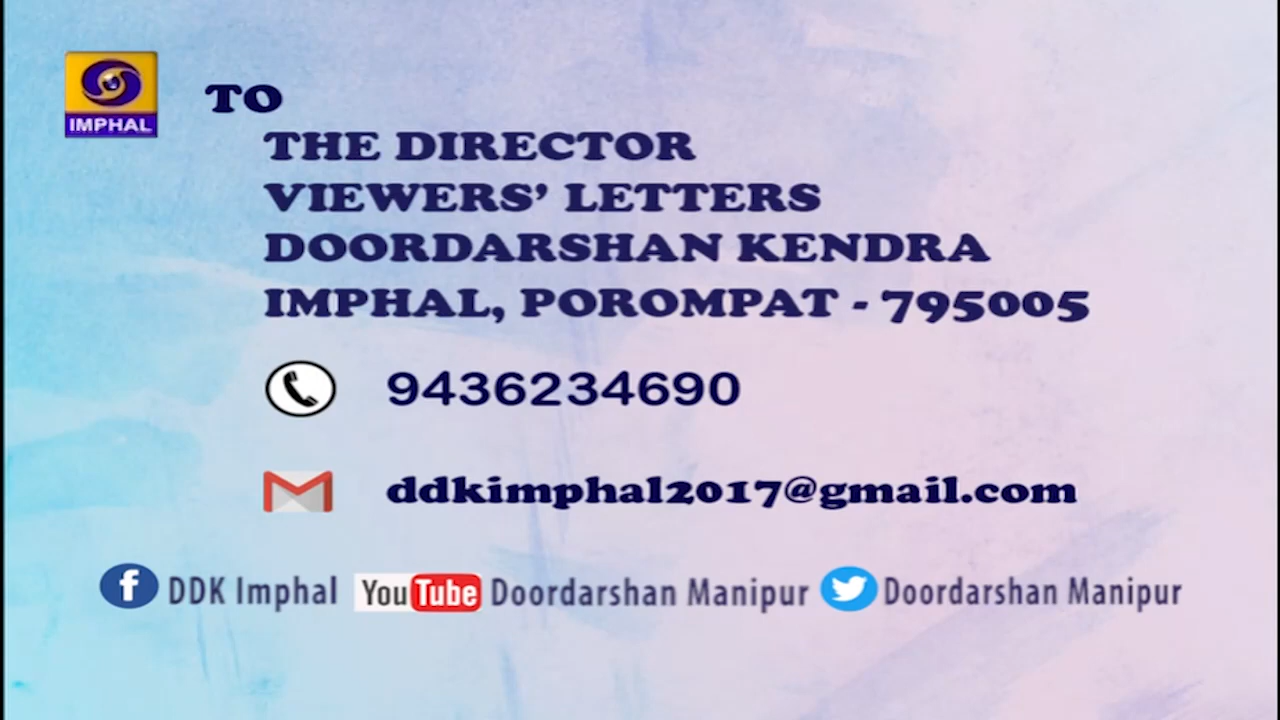 IMPHAL
TO
THE DIRECTOR
VIEWERS’ LETTERS
DOORDARSHAN KENDRA
IMPHAL, POROMPAT - 795005
9436234690
ddkimphal2017@gmail.com
f DDK Imphal YouTube Doordarshan Manipur Doordarshan Manipur